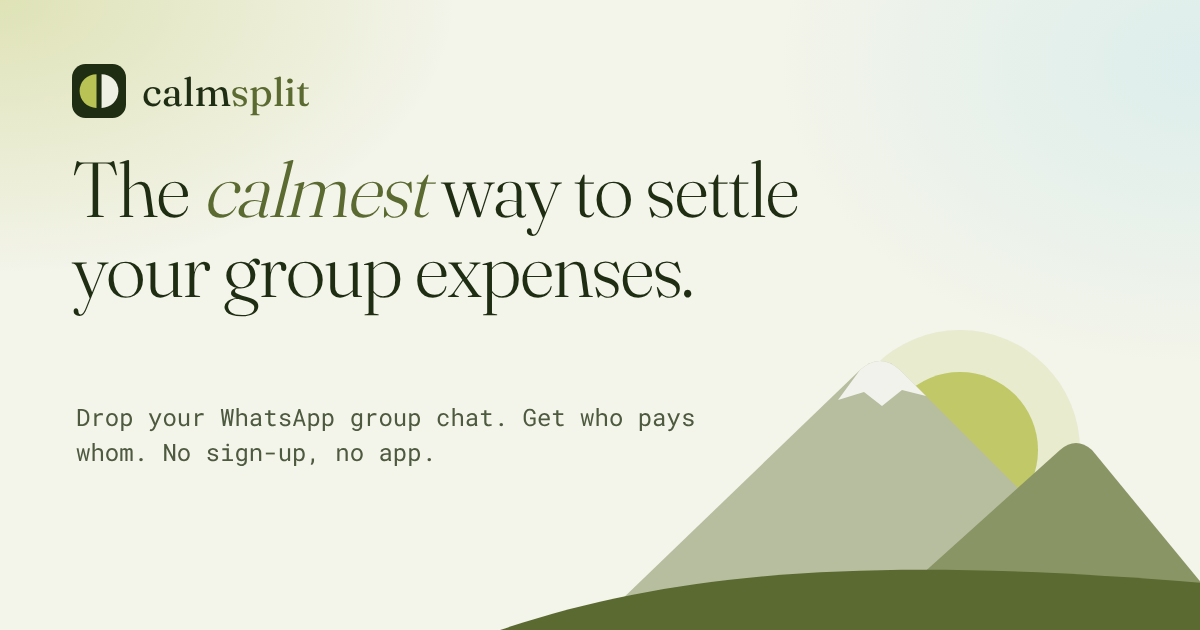 calmsplit
The calmest way to settle
your group expenses.
Drop your WhatsApp group chat. Get who pays
whom. No sign-up, no app.